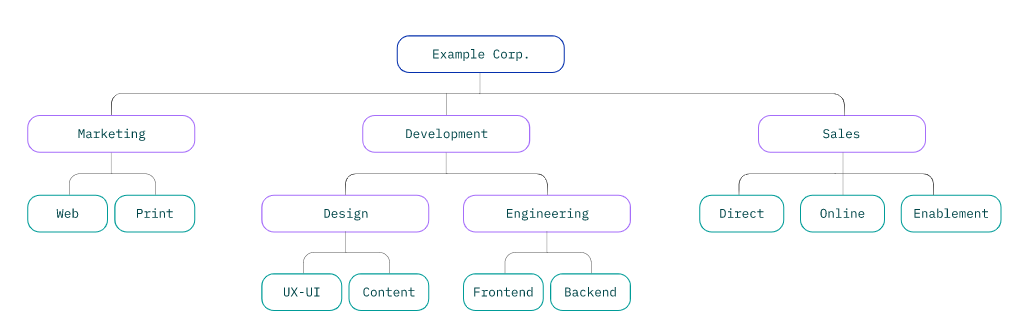 Example Corp.
Marketing
Development
Sales
Web
Print
Design
Engineering
Direct
Online
Enablement
UX-UI
Content
Frontend
Backend